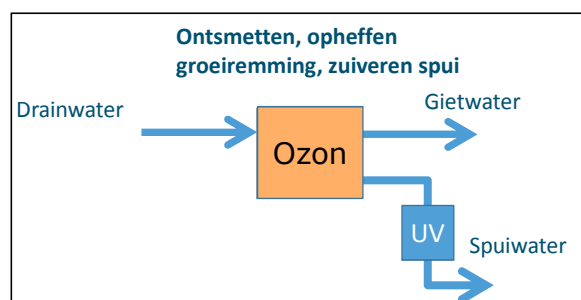 Ontsmetten, opheffen
groeiremming, zuiveren spui
Drainwater
Gietwater
Ozon
UV
Spuiwater